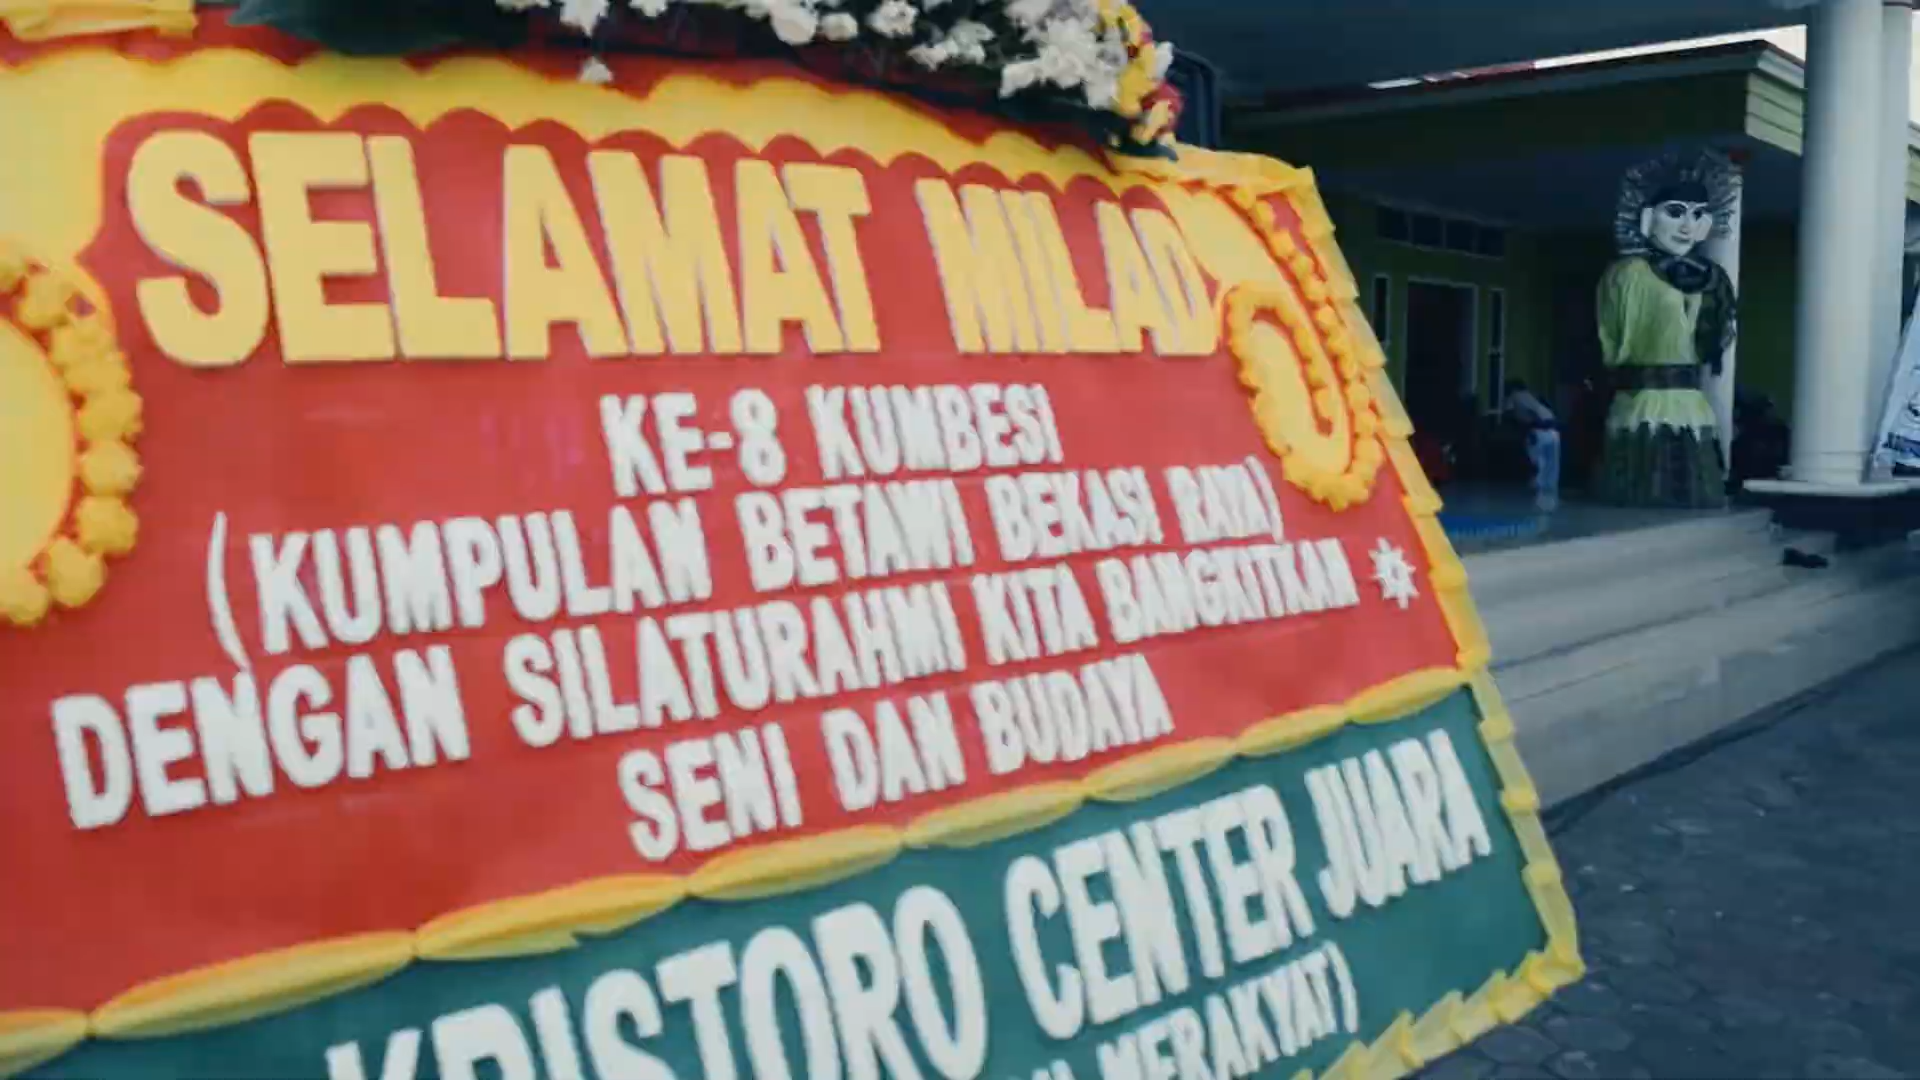 SELAMAT MILAD
KE-8 KUMBESI
(KUMPULAN BETAWI BEKASI RAYA)
DENGAN SILATURAHMI KITA BANGKITKAN
SENI DAN BUDAYA
KRISTORO CENTER JUARA
MERAKYAT)